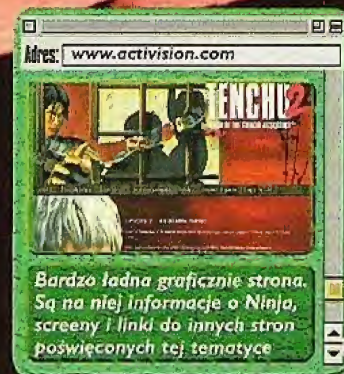 Adres: www.activision.com
TENCHU 2
Bardzo ładna graficznie strona.
Są na niej informacje o Ninja,
screeny i linki do innych stron
poświęconych tej tematyce